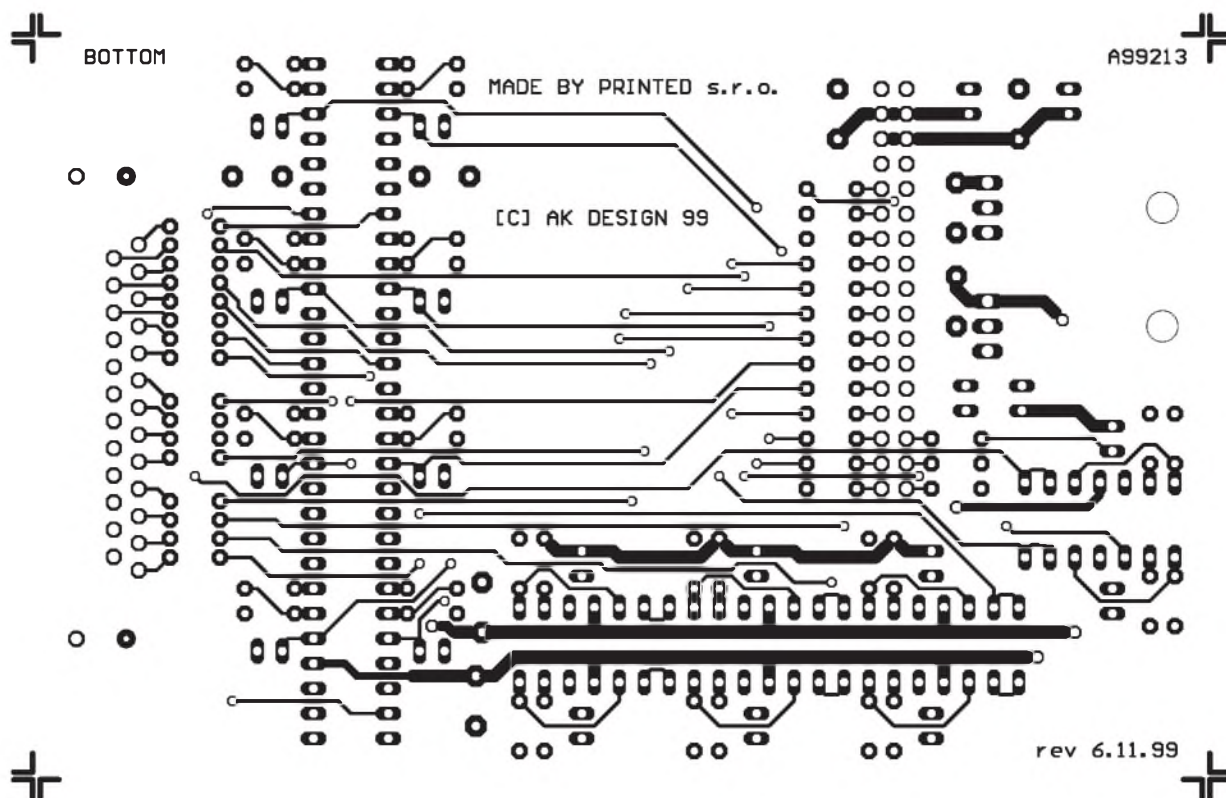 BOTTOM
A99213
MADE BY PRINTED s.r.o.
[C] AK DESIGN 99
rev 6.11.99